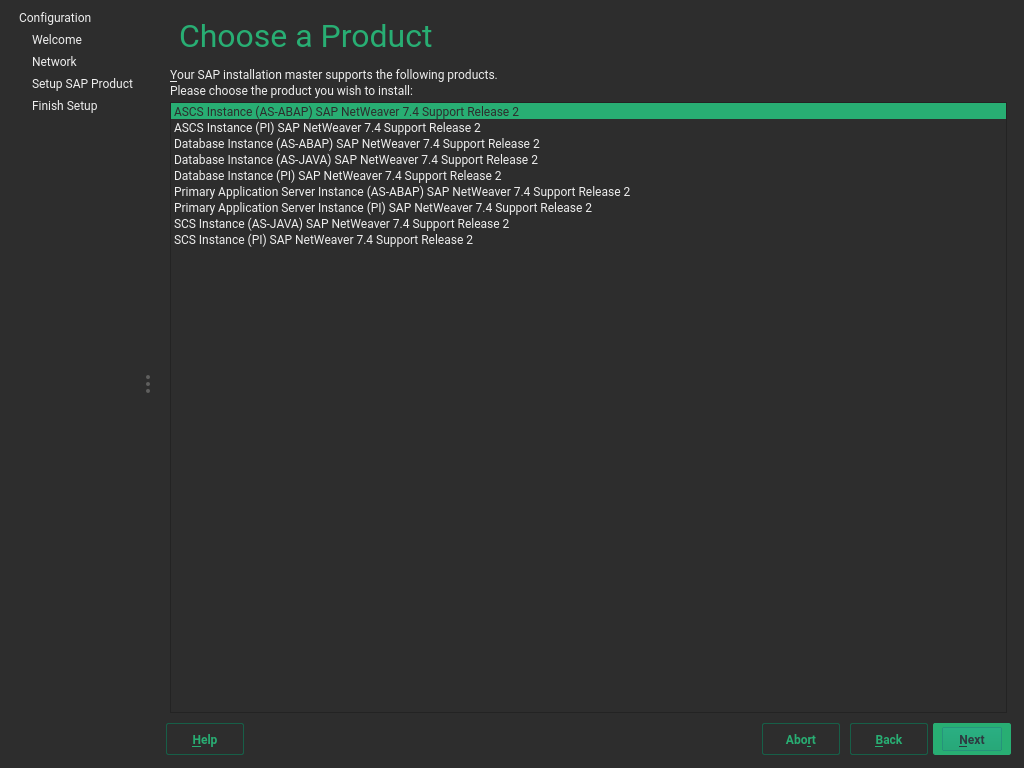 Configuration
Welcome
Network
Setup SAP Product
Finish Setup
Choose a Product
Your SAP installation master supports the following products.
Please choose the product you wish to install:
ASCS Instance (AS-ABAP) SAP NetWeaver 7.4 Support Release 2
ASCS Instance (PI) SAP NetWeaver 7.4 Support Release 2
Database Instance (AS-ABAP) SAP NetWeaver 7.4 Support Release 2
Database Instance (AS-JAVA) SAP NetWeaver 7.4 Support Release 2
Database Instance (PI) SAP NetWeaver 7.4 Support Release 2
Primary Application Server Instance (AS-ABAP) SAP NetWeaver 7.4 Support Release 2
Primary Application Server Instance (PI) SAP NetWeaver 7.4 Support Release 2
SCS Instance (AS-JAVA) SAP NetWeaver 7.4 Support Release 2
SCS Instance (PI) SAP NetWeaver 7.4 Support Release 2
Help
Abort
Back
Next